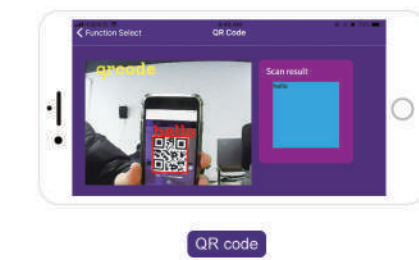 Function Select
QR Code
qrcode
hello
Scan result
hello
QR code